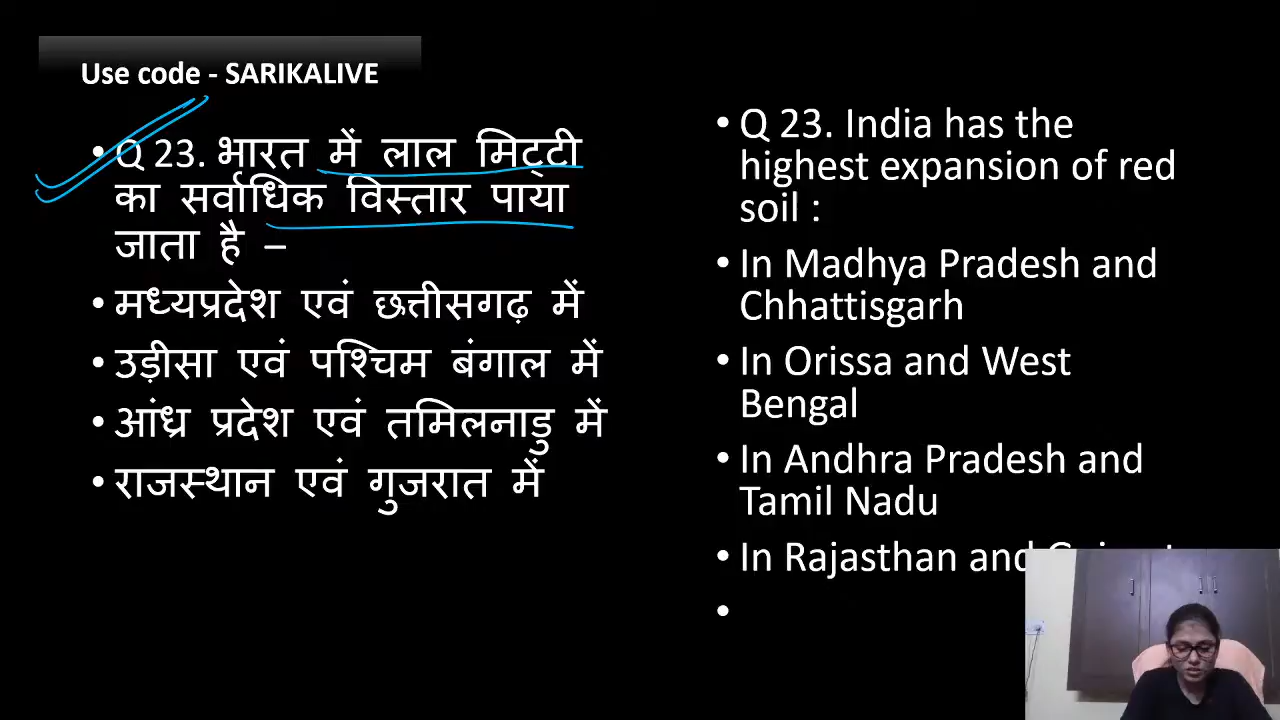 Use code - SARIKALIVE
• Q 23. भारत में लाल मिट्टी
का सर्वाधिक विस्तार पाया
जाता है –
• मध्यप्रदेश एवं छत्तीसगढ़ में
• उड़ीसा एवं पश्चिम बंगाल में
• आंध्र प्रदेश एवं तमिलनाडु में
• राजस्थान एवं गुजरात में
• Q 23. India has the
highest expansion of red
soil :
• In Madhya Pradesh and
Chhattisgarh
• In Orissa and West
Bengal
• In Andhra Pradesh and
Tamil Nadu
• In Rajasthan and
•